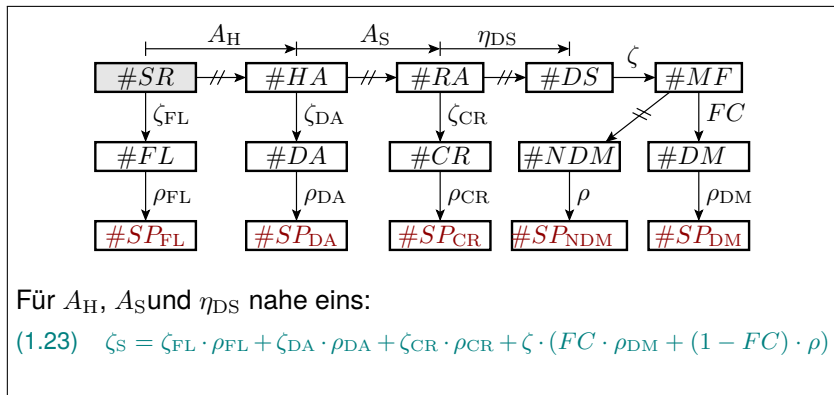 A_H A_S η_DS
#SR #HA #RA #DS ζ #MF
ζ_FL ζ_DA ζ_CR FC
#FL #DA #CR #NDM #DM
ρ_FL ρ_DA ρ_CR ρ ρ_DM
#SP_FL #SP_DA #SP_CR #SP_NDM #SP_DM
Für A_H, A_Sund η_DS nahe eins:
(1.23) ζ_S = ζ_FL · ρ_FL + ζ_DA · ρ_DA + ζ_CR · ρ_CR + ζ · (FC · ρ_DM + (1 − FC) · ρ)